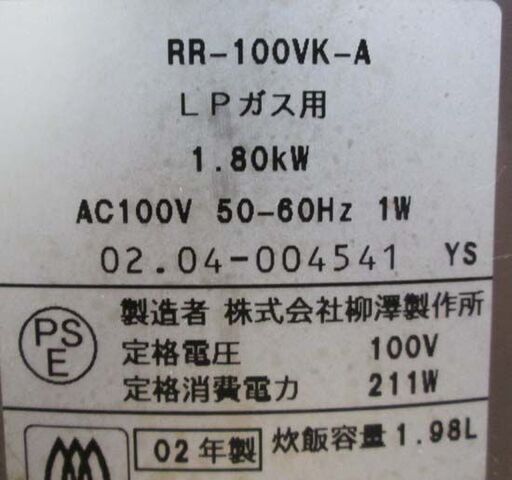 RR-100VK-A
LPガス用
1.80kW
AC100V 50-60Hz 1W
02.04-004541 YS
PS
E
製造者 株式会社柳澤製作所
定格電圧 100V
定格消費電力 211W
02年製 炊飯容量1.98L